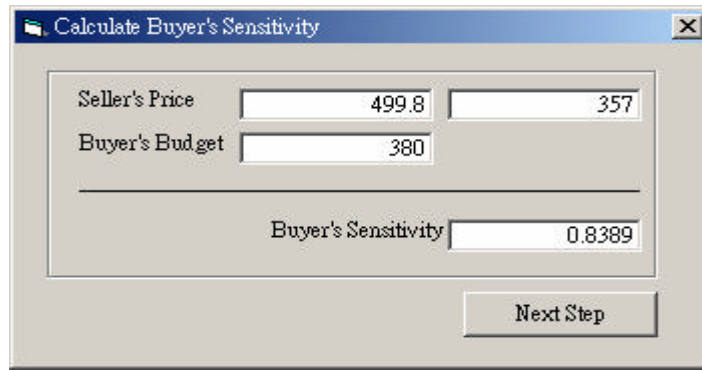 Calculate Buyer's Sensitivity
Seller's Price 499.8 357
Buyer's Budget 380
Buyer's Sensitivity 0.8389
Next Step